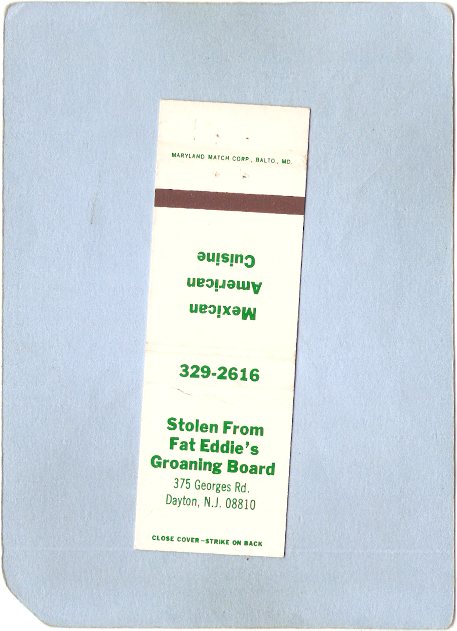 MARYLAND MATCH CORP., BALTO., MD.
Mexican
American
Cuisine
329-2616
Stolen From
Fat Eddie's
Groaning Board
375 Georges Rd.
Dayton, N.J. 08810
CLOSE COVER - STRIKE ON BACK